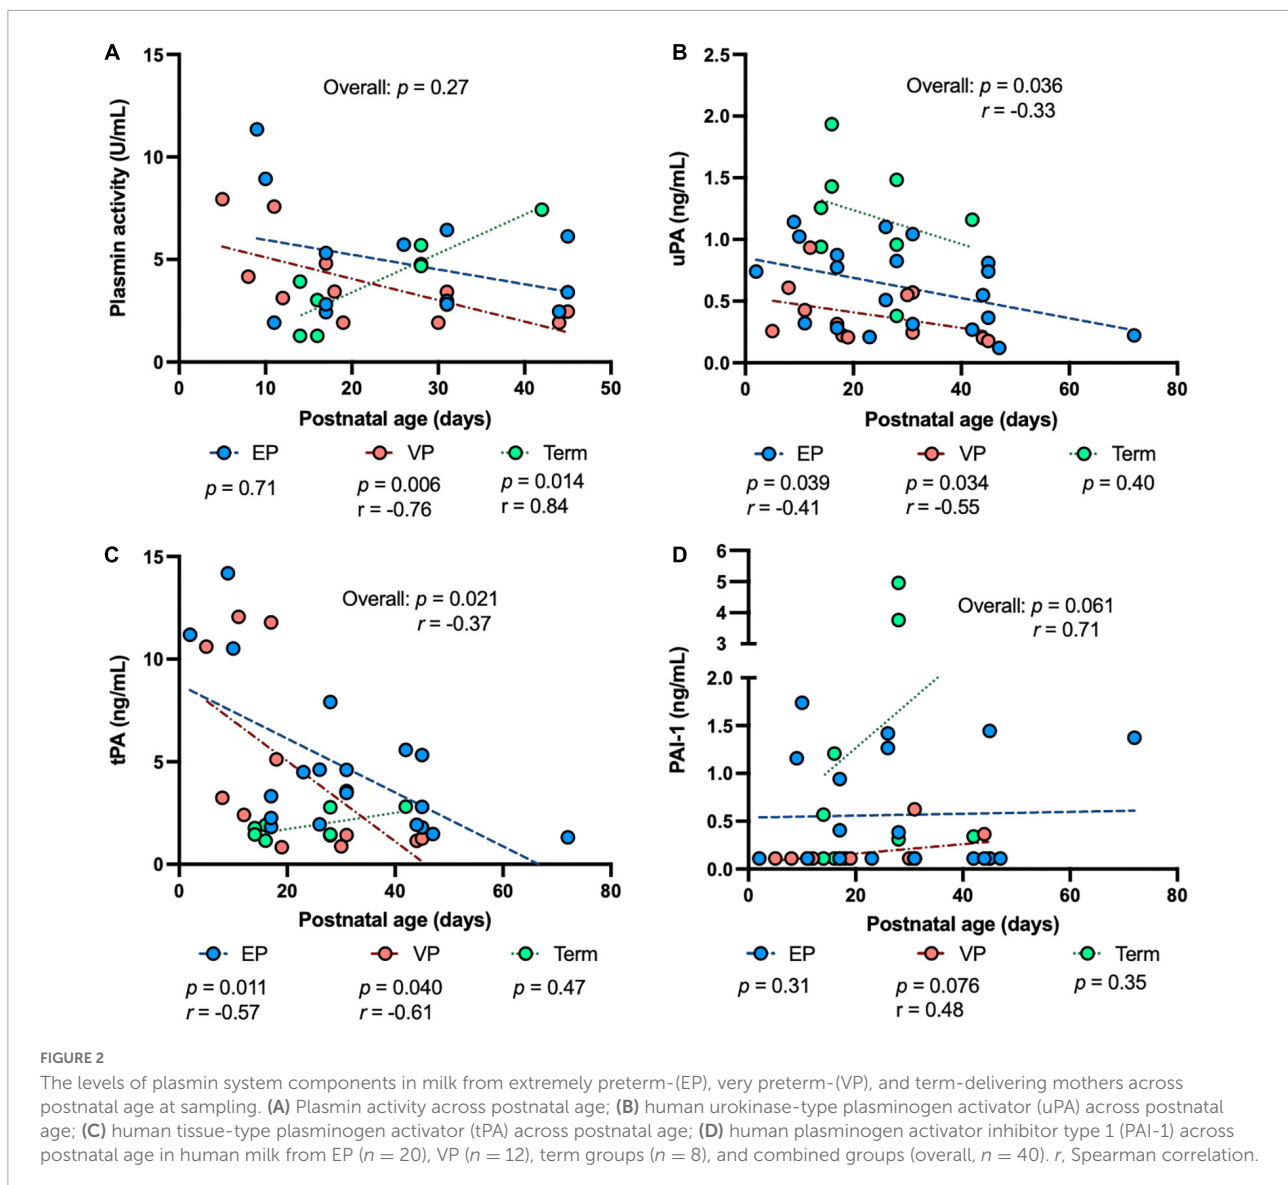 A
15
10
5
0
Plasmin activity (U/mL)
Overall: p = 0.27
0 10 20 30 40 50
Postnatal age (days)
EP VP Term
p = 0.71
p = 0.006
r = -0.76
p = 0.014
r = 0.84
B
2.5
2.0
1.5
1.0
0.5
0.0
uPA (ng/mL)
Overall: p = 0.036
r = -0.33
0 20 40 60 80
Postnatal age (days)
EP VP Term
p = 0.039
r = -0.41
p = 0.034
r = -0.55
p = 0.40
C
15
10
5
0
tPA (ng/mL)
Overall: p = 0.021
r = -0.37
0 20 40 60 80
Postnatal age (days)
EP VP Term
p = 0.011
r = -0.57
p = 0.040
r = -0.61
p = 0.47
D
6
5
4
3
2.0
1.5
1.0
0.5
0.0
PAI-1 (ng/mL)
Overall: p = 0.061
r = 0.71
0 20 40 60 80
Postnatal age (days)
EP VP Term
p = 0.31
p = 0.076
r = 0.48
p = 0.35
FIGURE 2
The levels of plasmin system components in milk from extremely preterm-(EP), very preterm-(VP), and term-delivering mothers across
postnatal age at sampling. (A) Plasmin activity across postnatal age; (B) human urokinase-type plasminogen activator (uPA) across postnatal
age; (C) human tissue-type plasminogen activator (tPA) across postnatal age; (D) human plasminogen activator inhibitor type 1 (PAI-1) across
postnatal age in human milk from EP (n = 20), VP (n = 12), term groups (n = 8), and combined groups (overall, n = 40). r, Spearman correlation.